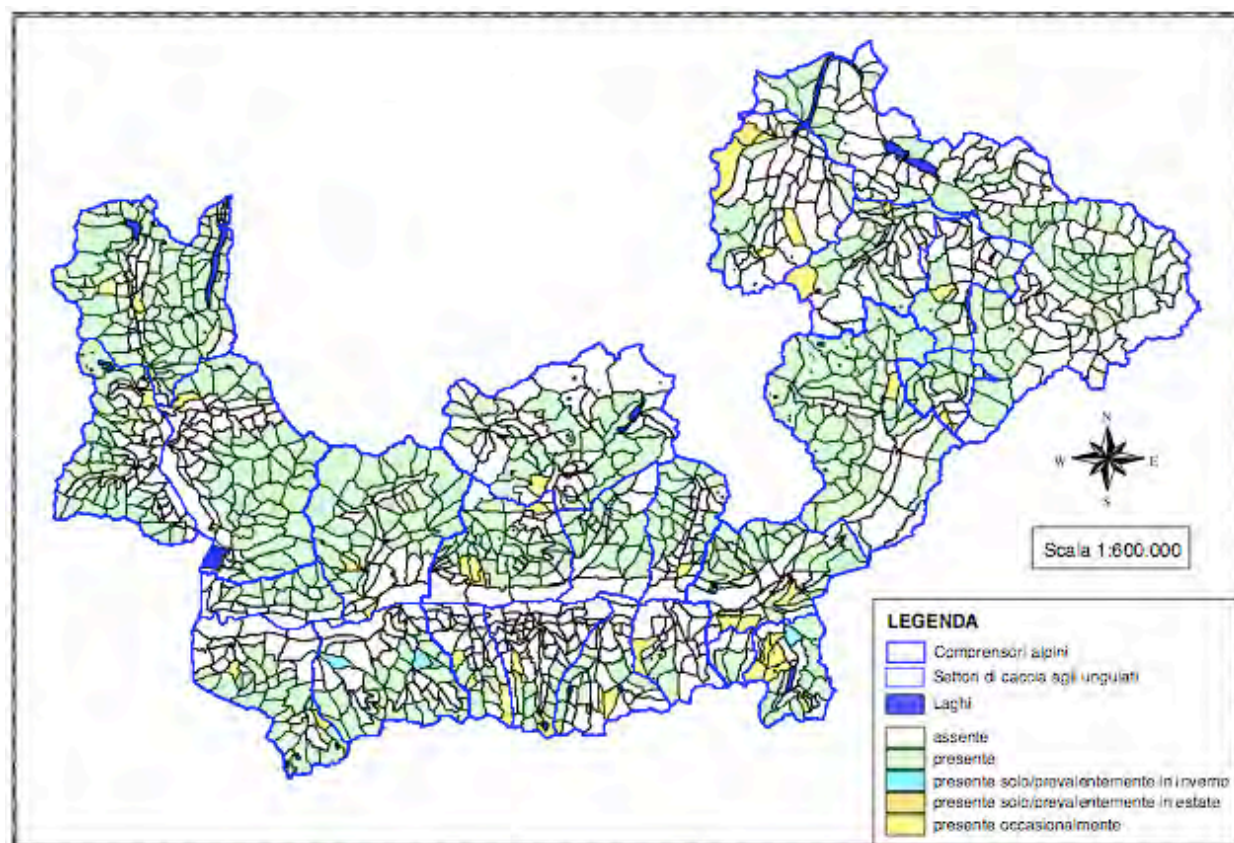 N
W E
S
Scala 1:600.000
LEGENDA
Comprensori alpini
Settori di caccia agli ungulati
Laghi
assente
presente
presente solo/prevalentemente in inverno
presente solo/prevalentemente in estate
presente occasionalmente